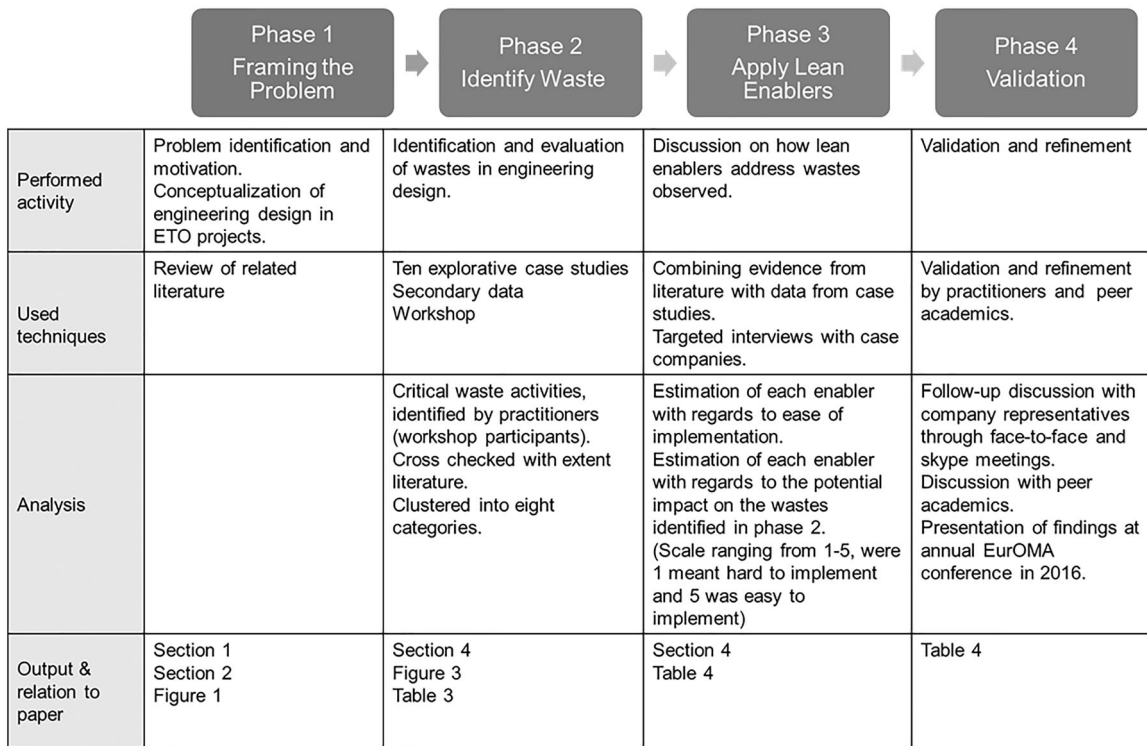 Phase 1
Framing the
Problem
Phase 2
Identify Waste
Phase 3
Apply Lean
Enablers
Phase 4
Validation
Performed
activity
Problem identification and
motivation.
Conceptualization of
engineering design in
ETO projects.
Identification and evaluation
of wastes in engineering
design.
Discussion on how lean
enablers address wastes
observed.
Validation and refinement
Used
techniques
Review of related
literature
Ten explorative case studies
Secondary data
Workshop
Combining evidence from
literature with data from case
studies.
Targeted interviews with case
companies.
Validation and refinement
by practitioners and peer
academics.
Analysis
Critical waste activities,
identified by practitioners
(workshop participants).
Cross checked with extent
literature.
Clustered into eight
categories.
Estimation of each enabler
with regards to ease of
implementation.
Estimation of each enabler
with regards to the potential
impact on the wastes
identified in phase 2.
(Scale ranging from 1-5, were
1 meant hard to implement
and 5 was easy to
implement)
Follow-up discussion with
company representatives
through face-to-face and
skype meetings.
Discussion with peer
academics.
Presentation of findings at
annual EurOMA
conference in 2016.
Output &
relation to
paper
Section 1
Section 2
Figure 1
Section 4
Figure 3
Table 3
Section 4
Table 4
Table 4